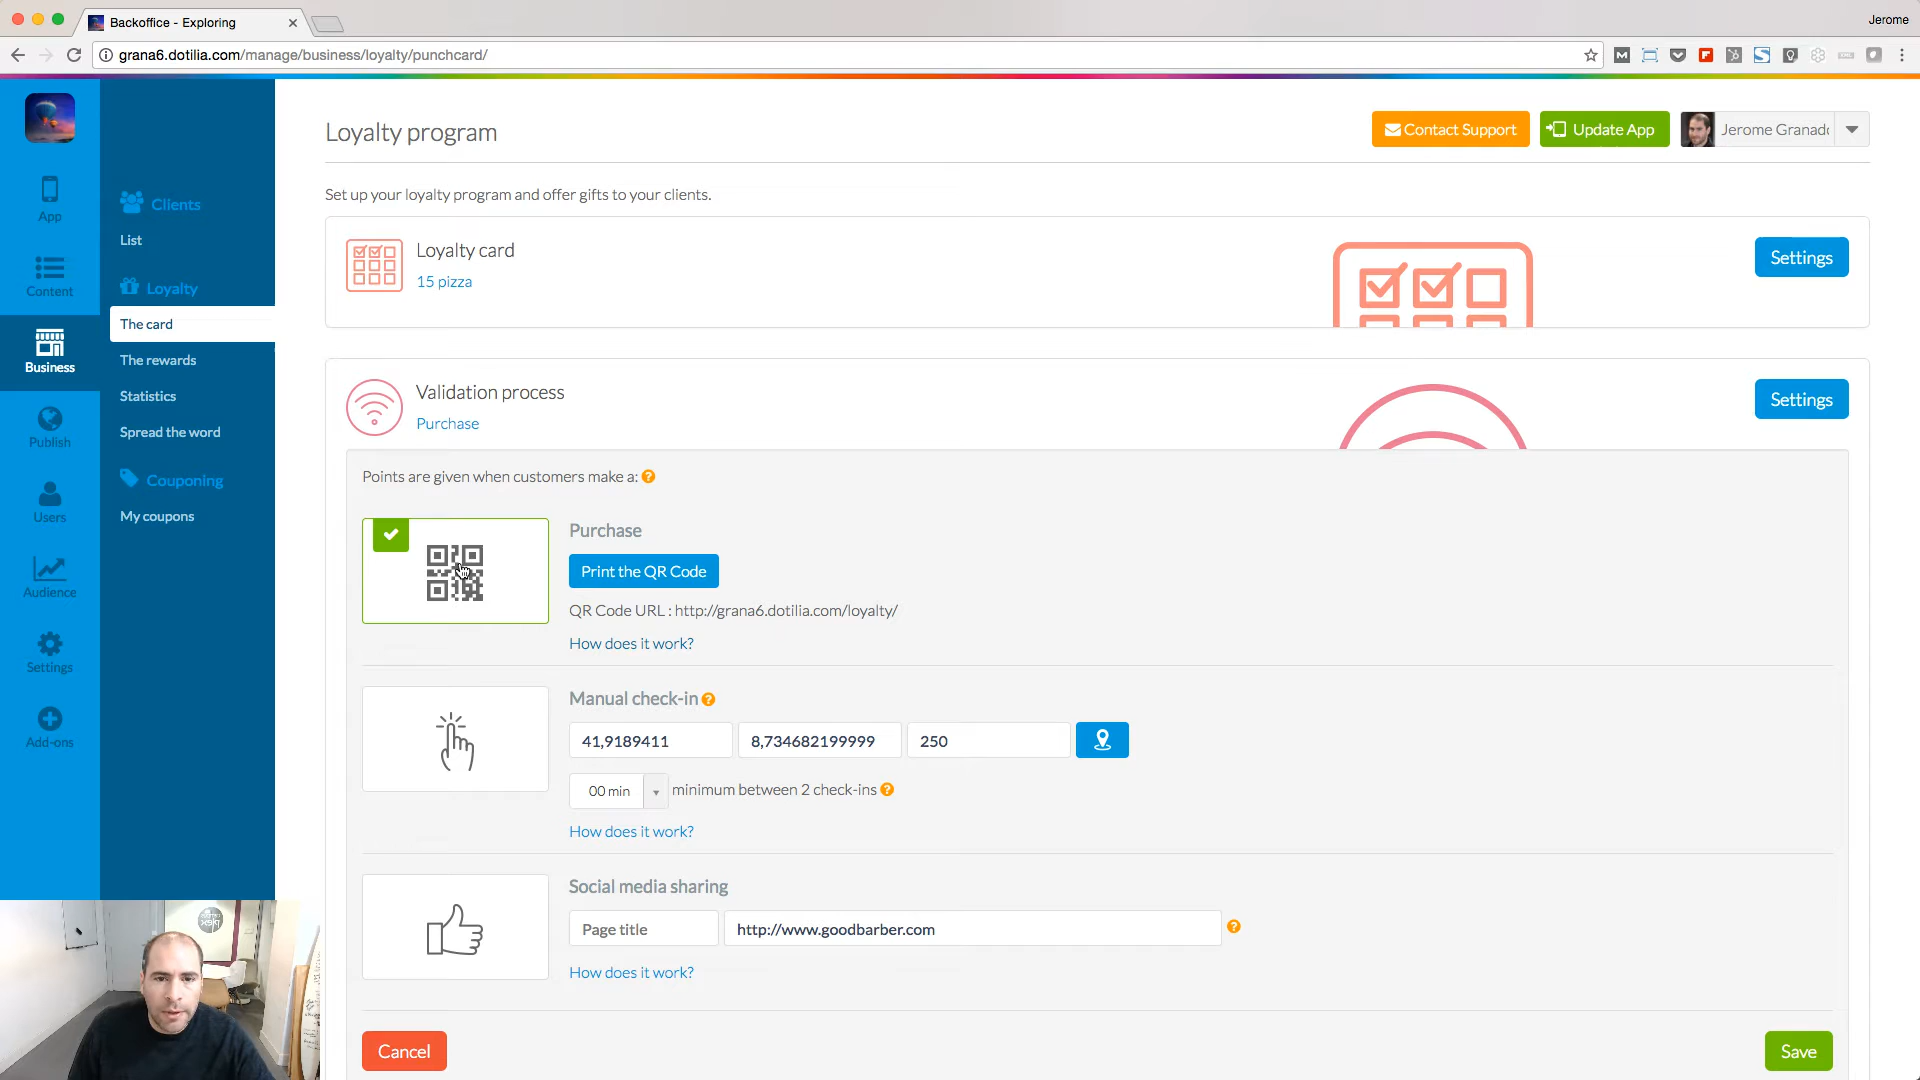 Backoffice - Exploring
Jerome
grana6.dotilia.com/manage/business/loyalty/punchcard/
App
Content
Business
Publish
Users
Audience
Settings
Add-ons
Clients
List
Loyalty
The card
The rewards
Statistics
Spread the word
Couponing
My coupons
Loyalty program
Contact Support
Update App
Jerome Granad
Set up your loyalty program and offer gifts to your clients.
Loyalty card
15 pizza
Settings
Validation process
Purchase
Settings
Points are given when customers make a: ?
Purchase
Print the QR Code
QR Code URL : http://grana6.dotilia.com/loyalty/
How does it work?
Manual check-in ?
41,9189411 8,734682199999 250
00 min minimum between 2 check-ins ?
How does it work?
Social media sharing
Page title http://www.goodbarber.com ?
How does it work?
Cancel
Save